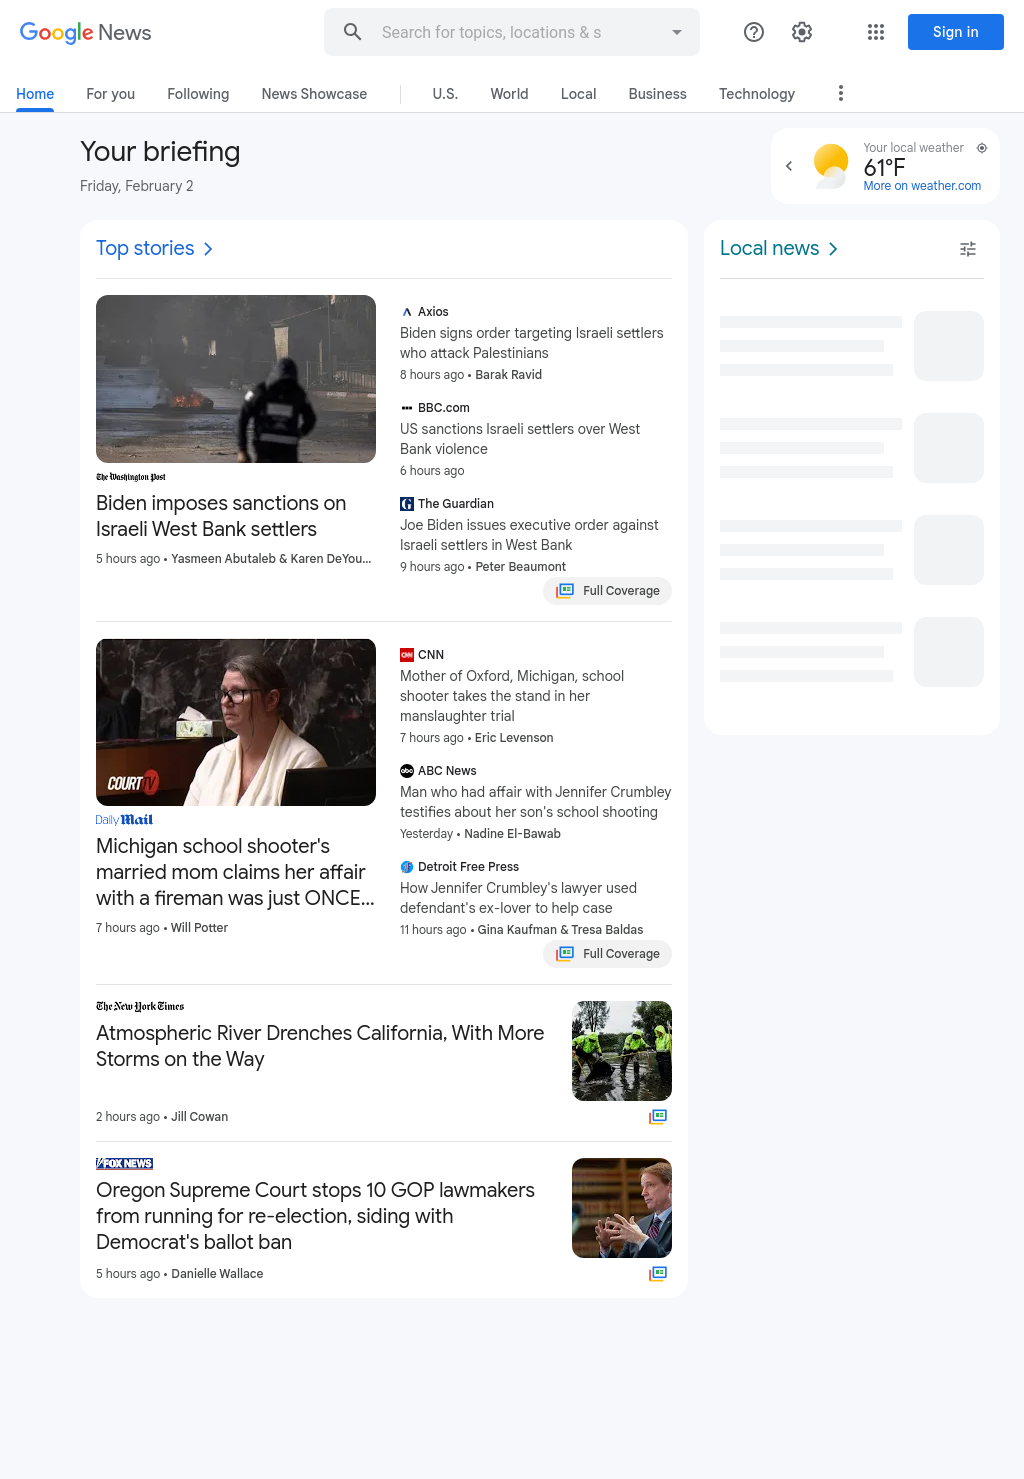 Google News
Search for topics, locations & s
Sign in
Home
For you
Following
News Showcase
U.S.
World
Local
Business
Technology
Your briefing
Friday, February 2
Your local weather
61°F
More on weather.com
Top stories
The Washington Post
Biden imposes sanctions on
Israeli West Bank settlers
5 hours ago • Yasmeen Abutaleb & Karen DeYou...
Axios
Biden signs order targeting Israeli settlers
who attack Palestinians
8 hours ago • Barak Ravid
BBC.com
US sanctions Israeli settlers over West
Bank violence
6 hours ago
The Guardian
Joe Biden issues executive order against
Israeli settlers in West Bank
9 hours ago • Peter Beaumont
Full Coverage
COURT TV
Daily Mail
Michigan school shooter's
married mom claims her affair
with a fireman was just ONCE...
7 hours ago • Will Potter
CNN
CNN
Mother of Oxford, Michigan, school
shooter takes the stand in her
manslaughter trial
7 hours ago • Eric Levenson
abc
ABC News
Man who had affair with Jennifer Crumbley
testifies about her son's school shooting
Yesterday • Nadine El-Bawab
Detroit Free Press
How Jennifer Crumbley's lawyer used
defendant's ex-lover to help case
11 hours ago • Gina Kaufman & Tresa Baldas
Full Coverage
The New York Times
Atmospheric River Drenches California, With More
Storms on the Way
2 hours ago • Jill Cowan
FOX NEWS
Oregon Supreme Court stops 10 GOP lawmakers
from running for re-election, siding with
Democrat's ballot ban
5 hours ago • Danielle Wallace
Local news